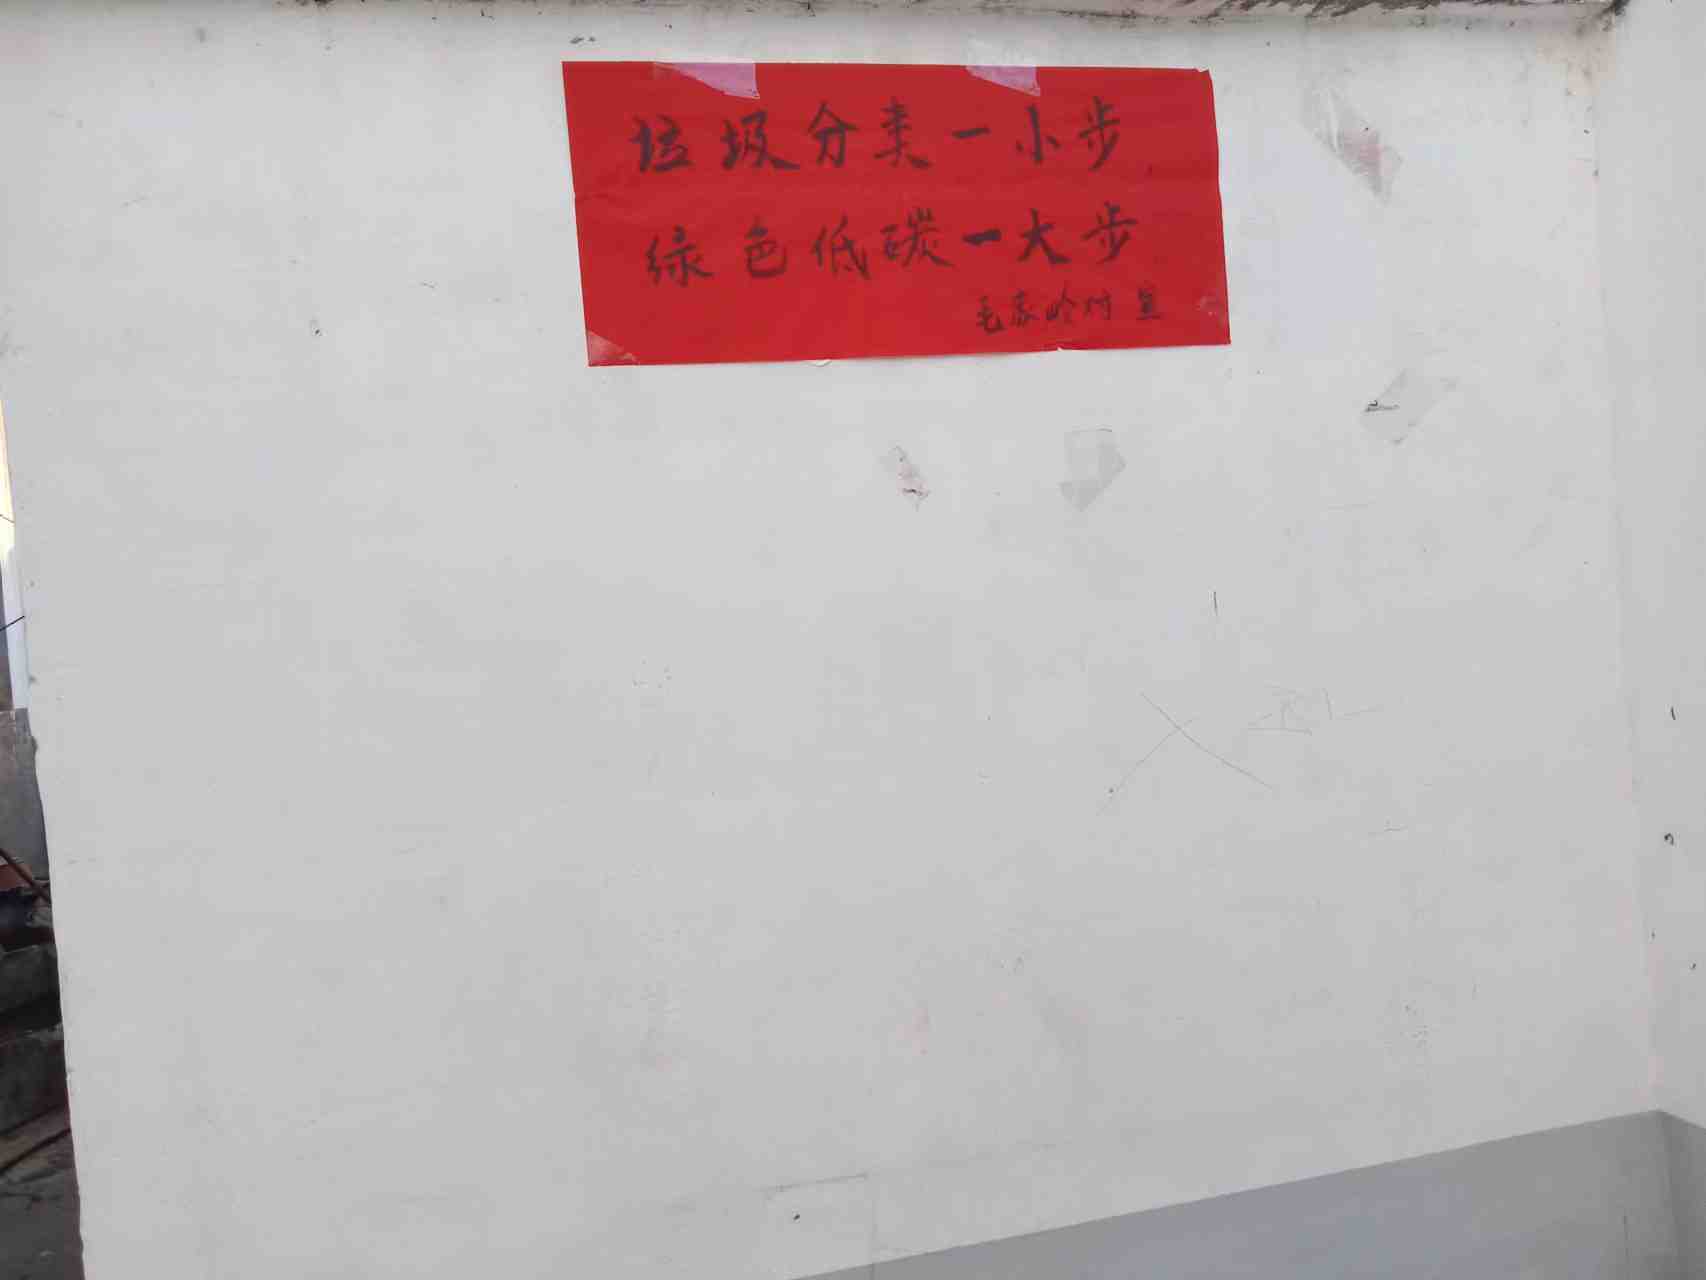 垃圾分类一小步
绿色低碳一大步
毛家岭村宣